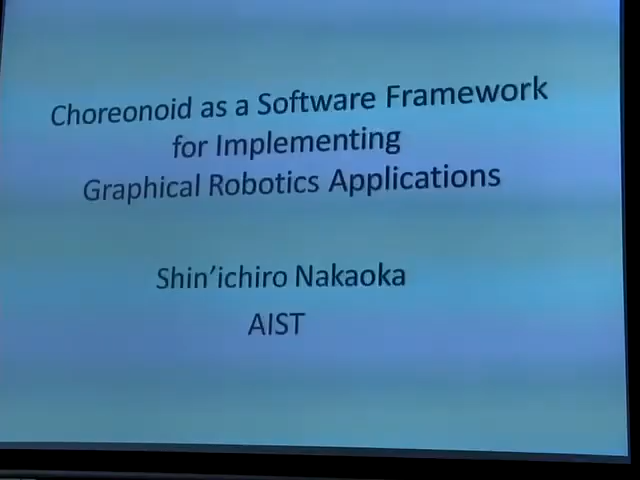 Choreonoid as a Software Framework
for Implementing
Graphical Robotics Applications
Shin'ichiro Nakaoka
AIST